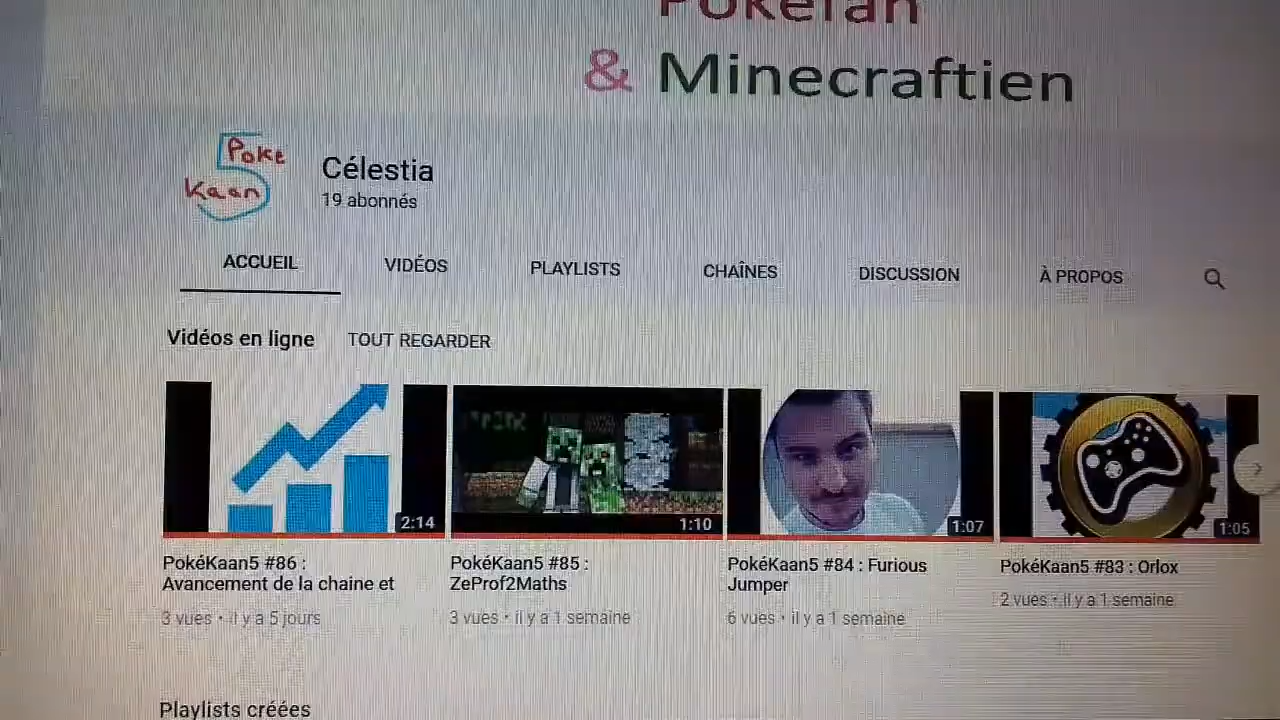 Pokefan
& Minecraftien
Poke
5
Kaan
Célestia
19 abonnés
ACCUEIL VIDÉOS PLAYLISTS CHAÎNES DISCUSSION À PROPOS
Vidéos en ligne TOUT REGARDER
2:14 1:10 1:07 1:05
PokéKaan5 #86 :
Avancement de la chaine et
3 vues • il y a 5 jours
PokéKaan5 #85 :
ZeProf2Maths
3 vues • il y a 1 semaine
PokéKaan5 #84 : Furious
Jumper
6 vues • il y a 1 semaine
PokéKaan5 #83 : Orlox
2 vues • il y a 1 semaine
Playlists créées